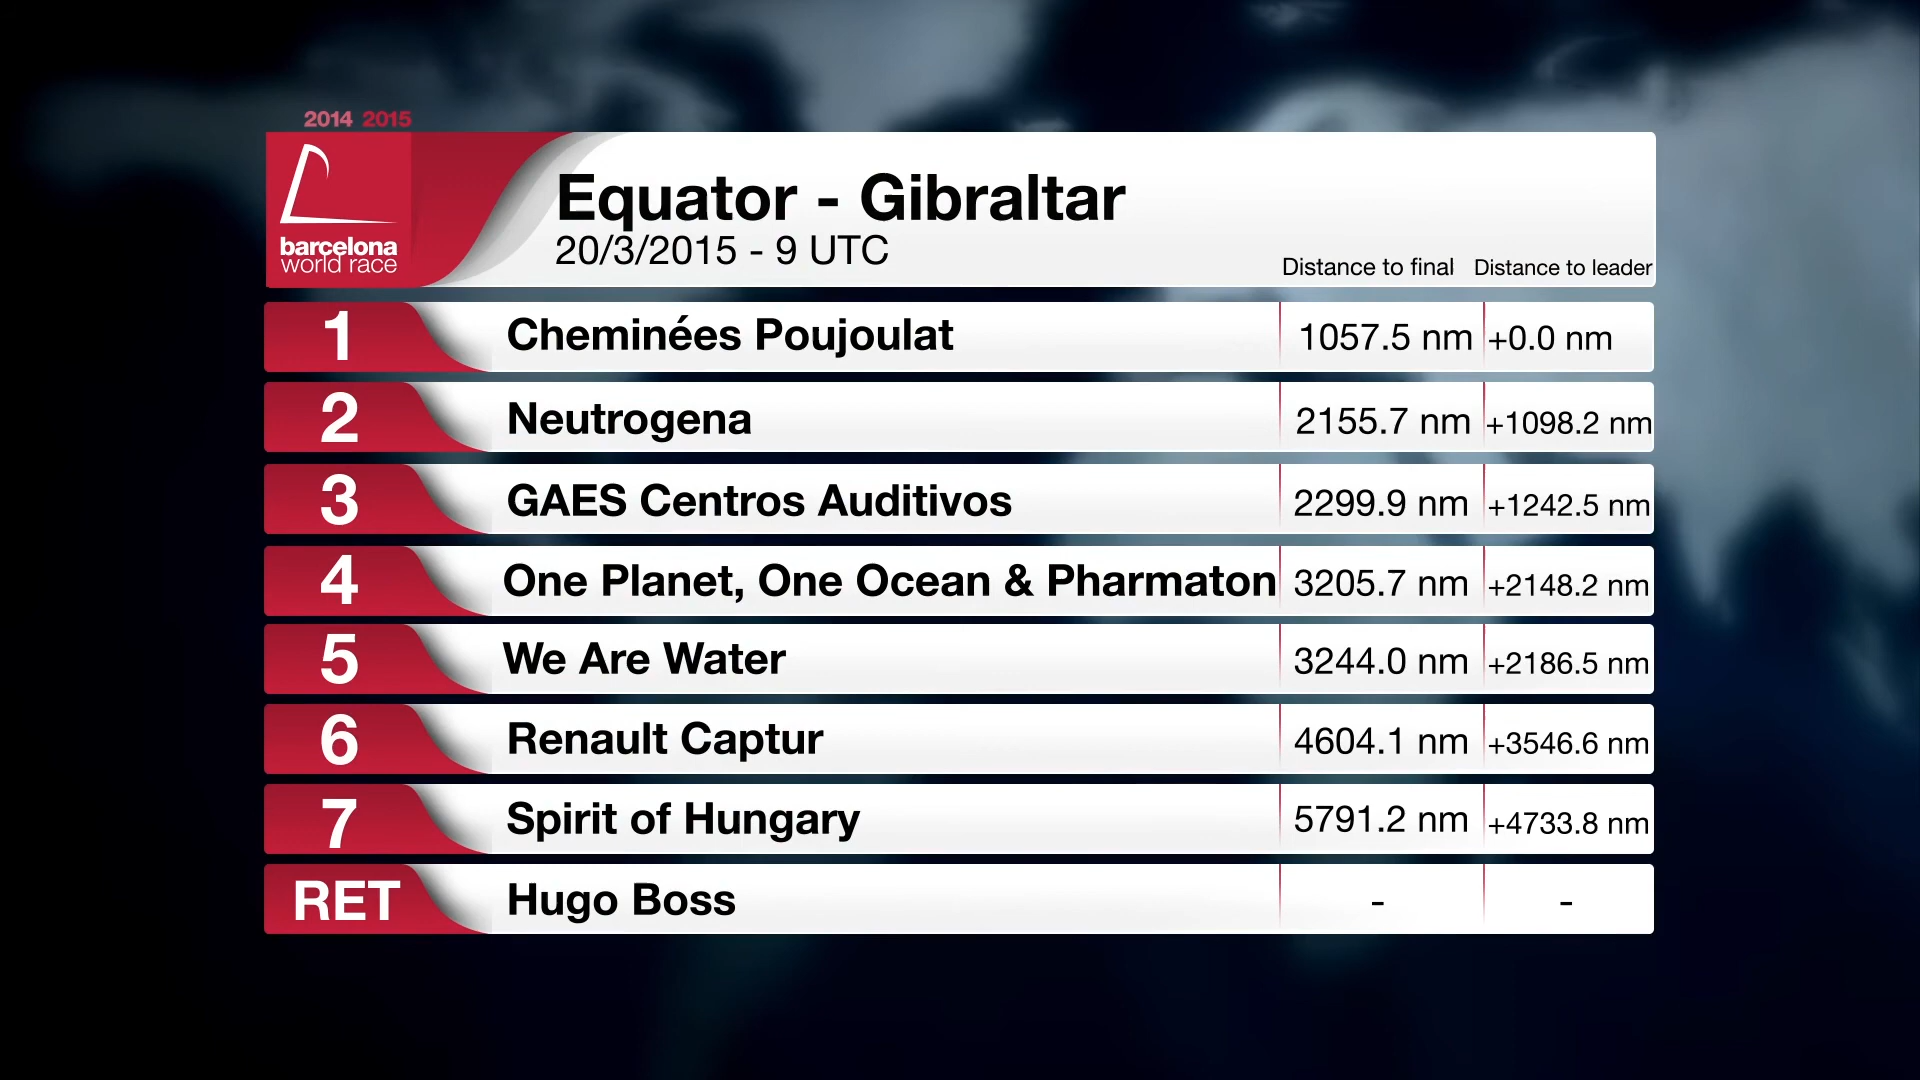 2014 2015
barcelona
world race
Equator - Gibraltar
20/3/2015 - 9 UTC
Distance to final Distance to leader
1 Cheminées Poujoulat 1057.5 nm +0.0 nm
2 Neutrogena 2155.7 nm +1098.2 nm
3 GAES Centros Auditivos 2299.9 nm +1242.5 nm
4 One Planet, One Ocean & Pharmaton 3205.7 nm +2148.2 nm
5 We Are Water 3244.0 nm +2186.5 nm
6 Renault Captur 4604.1 nm +3546.6 nm
7 Spirit of Hungary 5791.2 nm +4733.8 nm
RET Hugo Boss - -